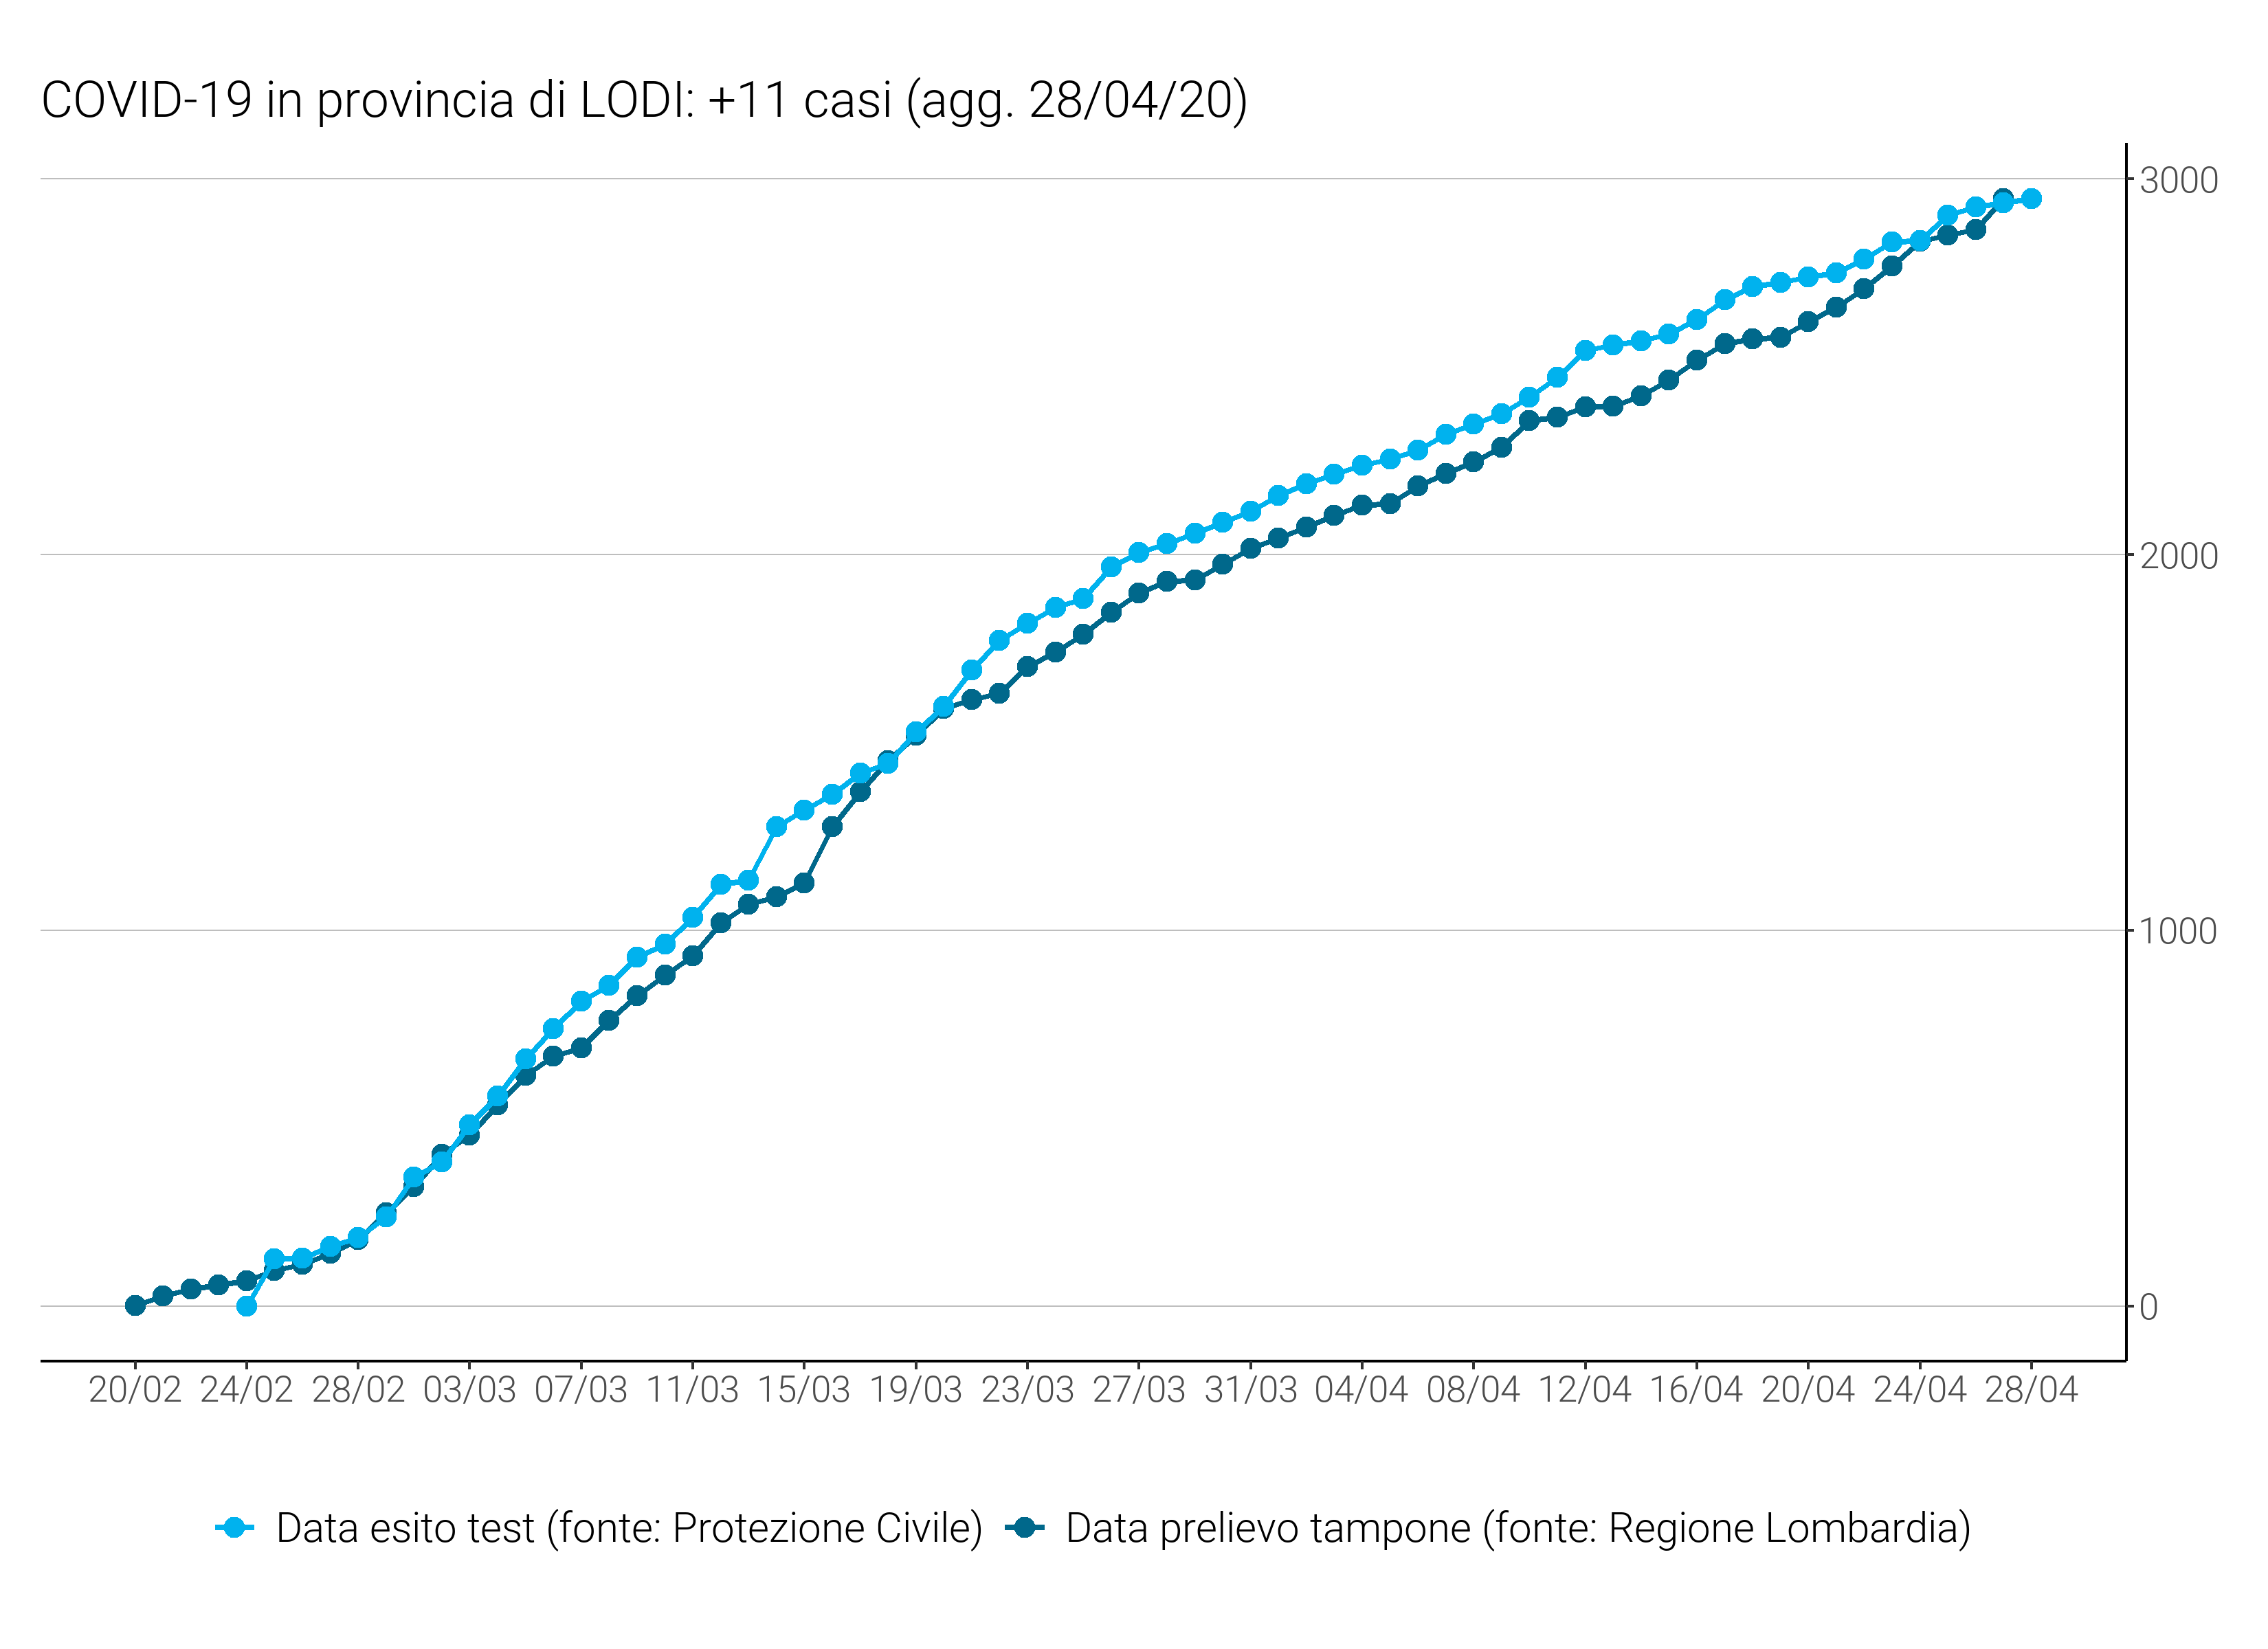 COVID-19 in provincia di LODI: +11 casi (agg. 28/04/20)
3000
2000
1000
0
20/02 24/02 28/02 03/03 07/03 11/03 15/03 19/03 23/03 27/03 31/03 04/04 08/04 12/04 16/04 20/04 24/04 28/04
Data esito test (fonte: Protezione Civile) Data prelievo tampone (fonte: Regione Lombardia)